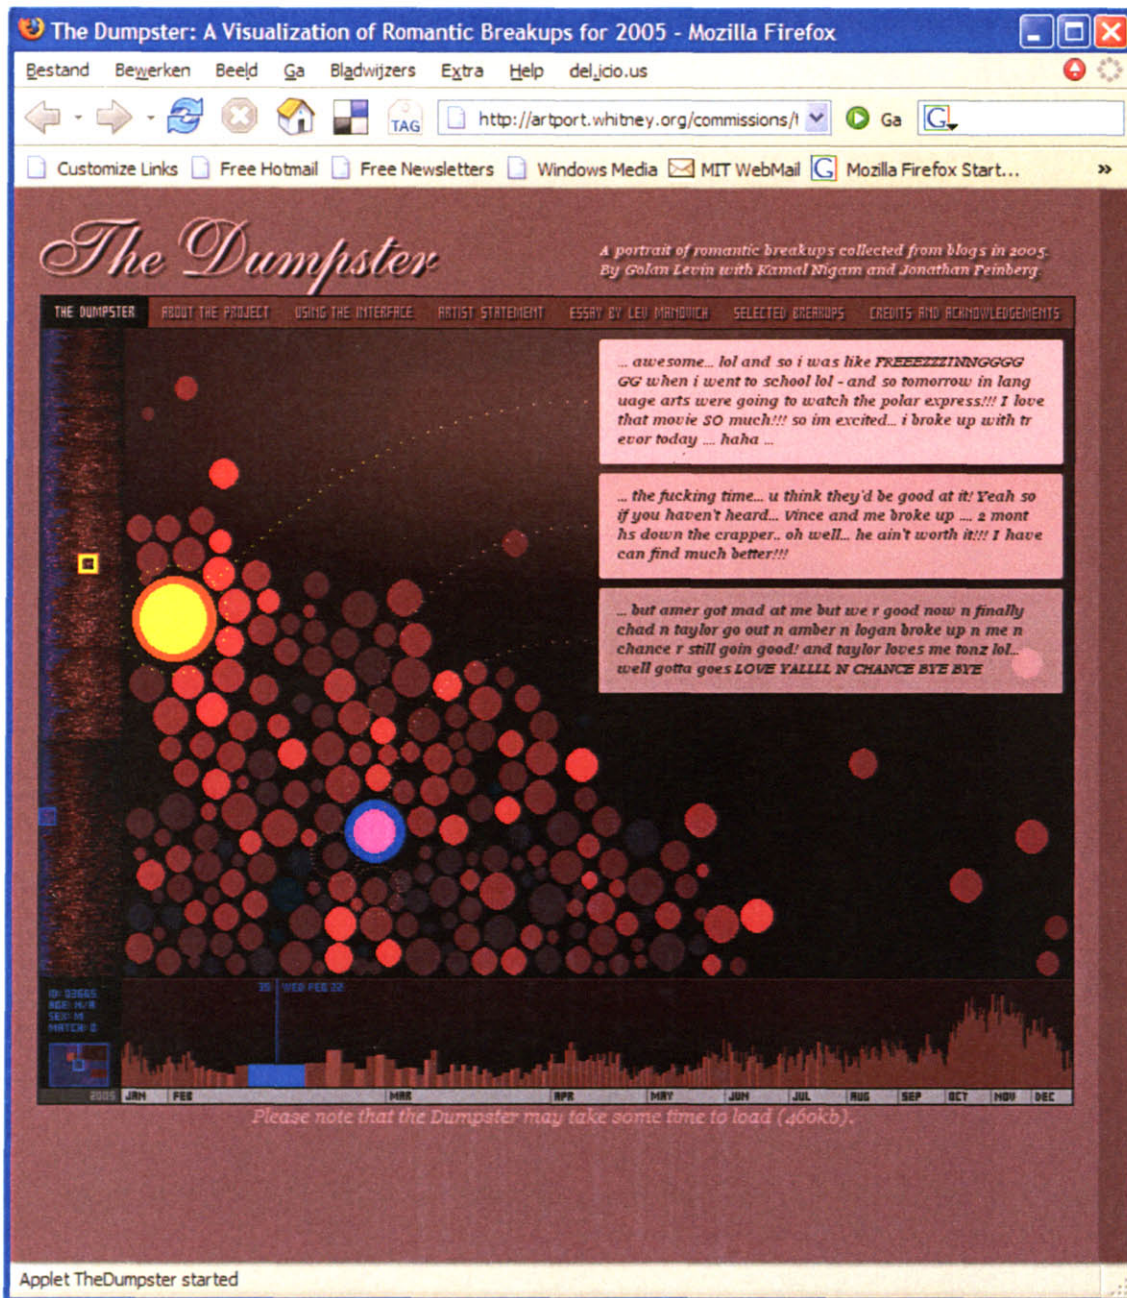 The Dumpster: A Visualization of Romantic Breakups for 2005 - Mozilla Firefox
Bestand Bewerken Beeld Ga Bladwijzers Extra Help del.icio.us
TAG http://artport.whitney.org/commissions/t Ga G
Customize Links Free Hotmail Free Newsletters Windows Media MIT WebMail G Mozilla Firefox Start... »
The Dumpster
A portrait of romantic breakups collected from blogs in 2005.
By Golan Levin with Kamal Nigam and Jonathan Feinberg.
THE DUMPSTER ABOUT THE PROJECT USING THE INTERFACE ARTIST STATEMENT ESSAY BY LEV MANOVICH SELECTED BREAKUPS CREDITS AND ACKNOWLEDGEMENTS
... awesome... lol and so i was like FREEEZZZINNGGGG
GG when i went to school lol - and so tomorrow in lang
uage arts were going to watch the polar express!!! I love
that movie SO much!!! so im excited... i broke up with tr
evor today .... haha ...
... the fucking time... u think they'd be good at it! Yeah so
if you haven't heard... Vince and me broke up .... 2 mont
hs down the crapper.. oh well... he ain't worth it!!! I have
can find much better!!!
... but amer got mad at me but we r good now n finally
chad n taylor go out n amber n logan broke up n me n
chance r still goin good! and taylor loves me tonz lol...
well gotta goes LOVE YALLLL N CHANCE BYE BYE
ID: 03665
AGE: N/A
SEX: M
MATCH: 0
WED FEB 22
2005 JAN FEB MAR APR MAY JUN JUL AUG SEP OCT NOV DEC
Please note that the Dumpster may take some time to load (460kb).
Applet TheDumpster started